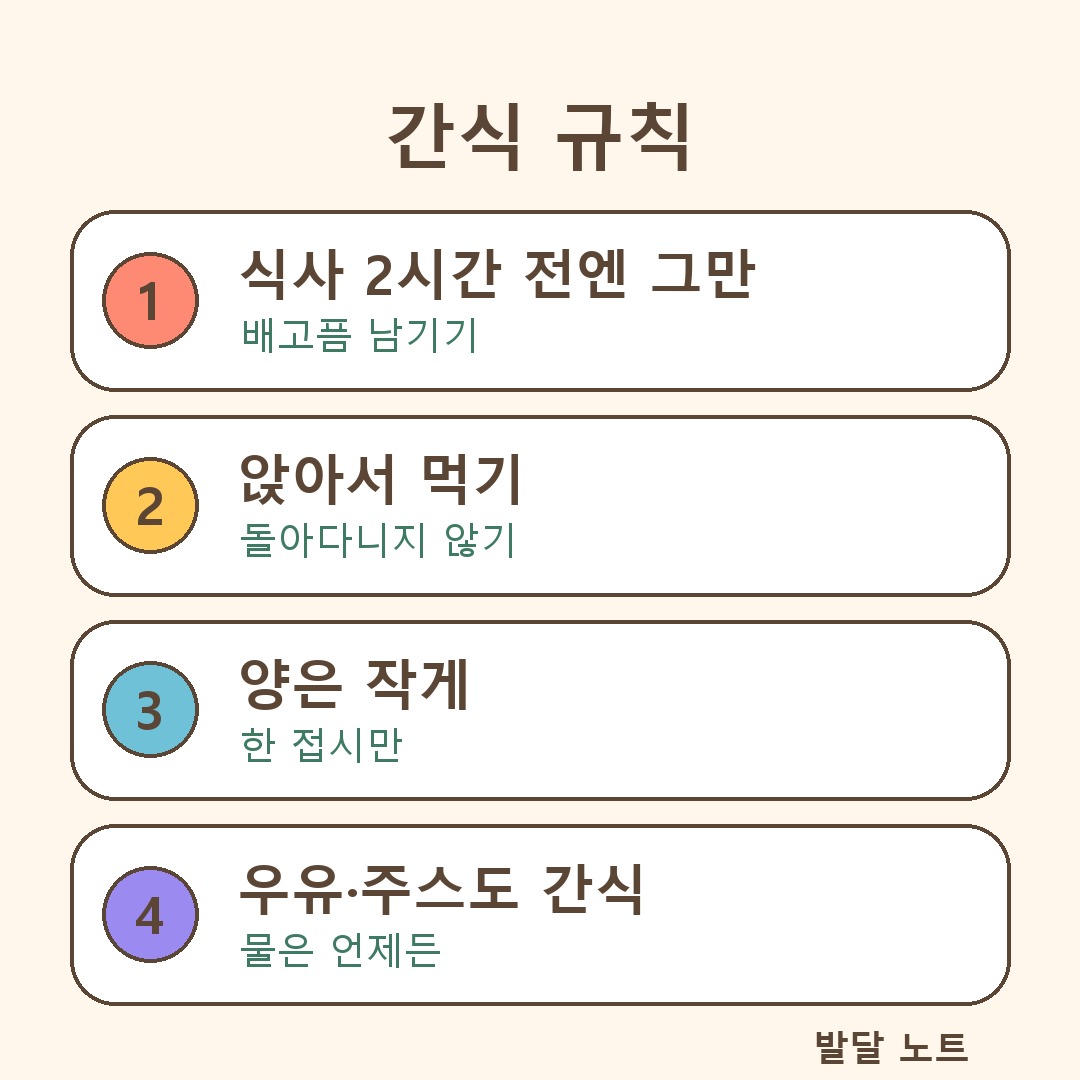 간식 규칙
1
식사 2시간 전엔 그만
배고픔 남기기
2
앉아서 먹기
돌아다니지 않기
3
양은 작게
한 접시만
4
우유·주스도 간식
물은 언제든
발달 노트